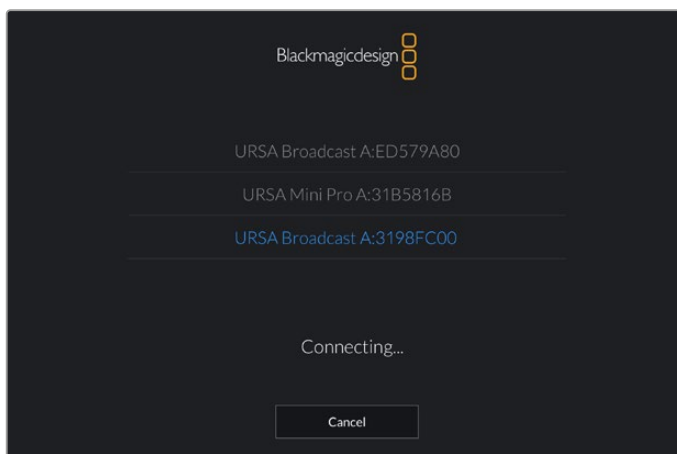 Blackmagicdesign
URSA Broadcast A:ED579A80
URSA Mini Pro A:31B5816B
URSA Broadcast A:3198FC00
Connecting...
Cancel